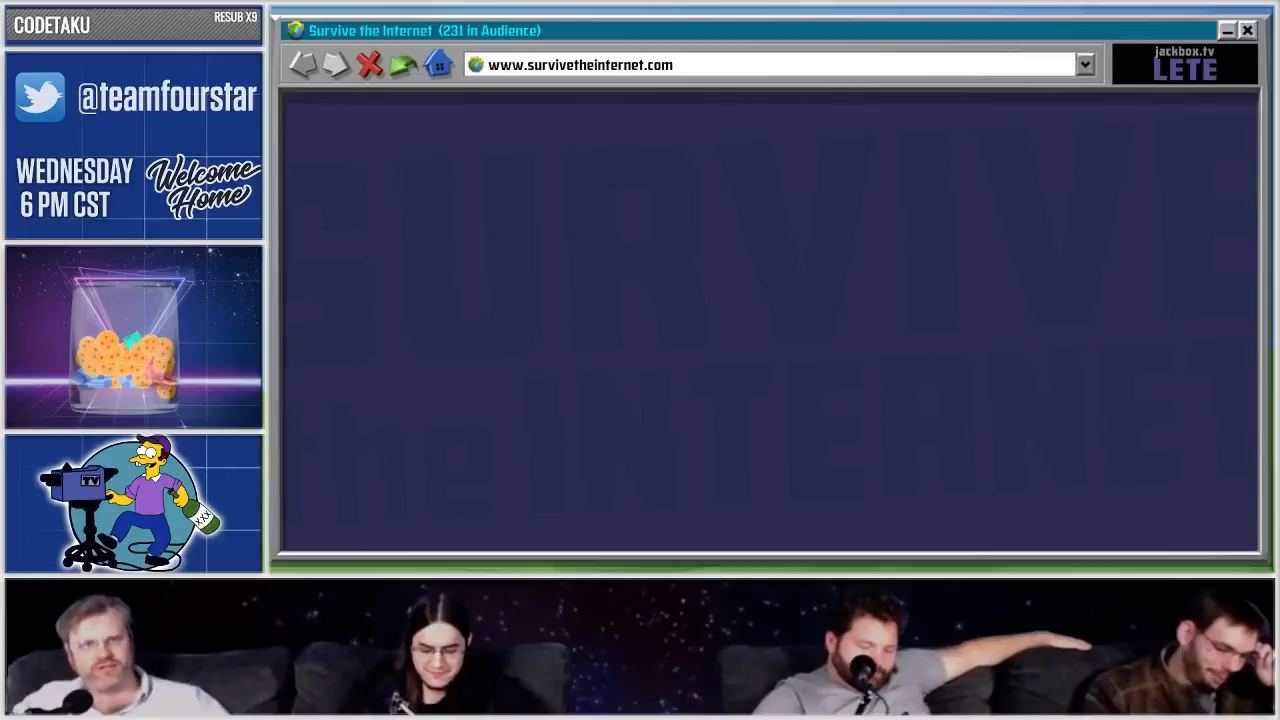 CODETAKU
RESUB X9
@teamfourstar
WEDNESDAY
6 PM CST
Welcome
Home
TV
XXX
Survive the Internet (231 in Audience)
www.survivetheinternet.com
jackbox.tv
LETE
SURVIVE
the INTERNET